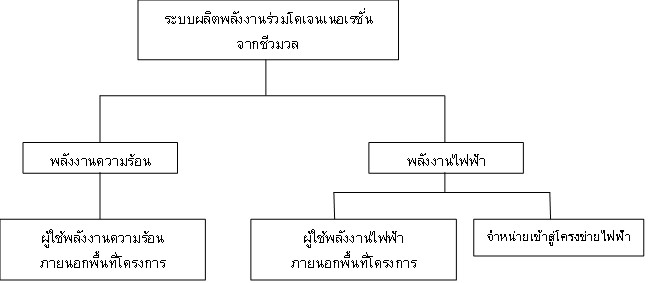 ระบบผลิตพลังงานร่วมโคเจนเนอเรชั่น
จากชีวมวล
พลังงานความร้อน
พลังงานไฟฟ้า
ผู้ใช้พลังงานความร้อน
ภายนอกพื้นที่โครงการ
ผู้ใช้พลังงานไฟฟ้า
ภายนอกพื้นที่โครงการ
จำหน่ายเข้าสู่โครงข่ายไฟฟ้า